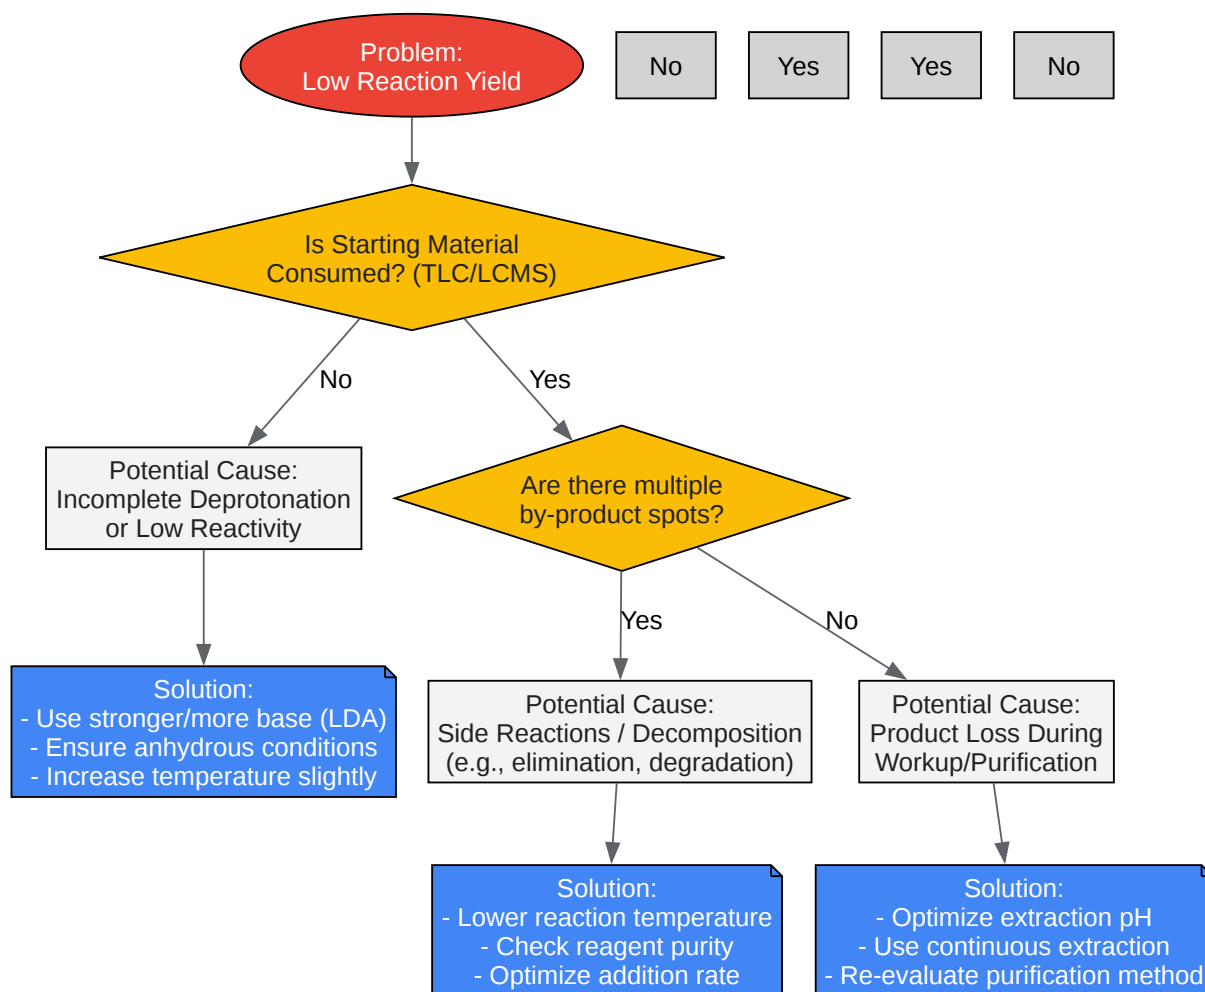 Problem:
Low Reaction Yield
No
Yes
Yes
No
Is Starting Material
Consumed? (TLC/LCMS)
No
Yes
Potential Cause:
Incomplete Deprotonation
or Low Reactivity
Are there multiple
by-product spots?
Yes
No
Solution:
- Use stronger/more base (LDA)
- Ensure anhydrous conditions
- Increase temperature slightly
Potential Cause:
Side Reactions / Decomposition
(e.g., elimination, degradation)
Potential Cause:
Product Loss During
Workup/Purification
Solution:
- Lower reaction temperature
- Check reagent purity
- Optimize addition rate
Solution:
- Optimize extraction pH
- Use continuous extraction
- Re-evaluate purification method